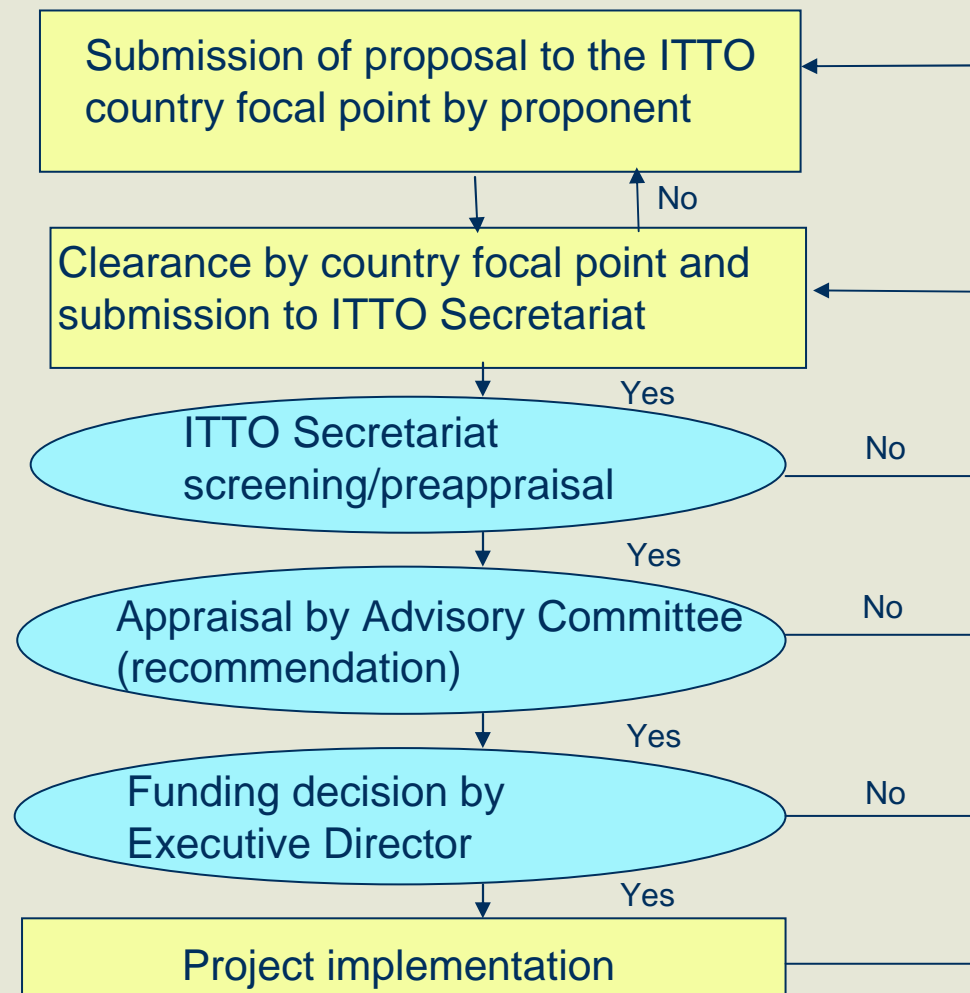 Submission of proposal to the ITTO
country focal point by proponent
No
Clearance by country focal point and
submission to ITTO Secretariat
Yes
ITTO Secretariat
screening/preappraisal
No
Yes
Appraisal by Advisory Committee
(recommendation)
No
Yes
Funding decision by
Executive Director
No
Yes
Project implementation